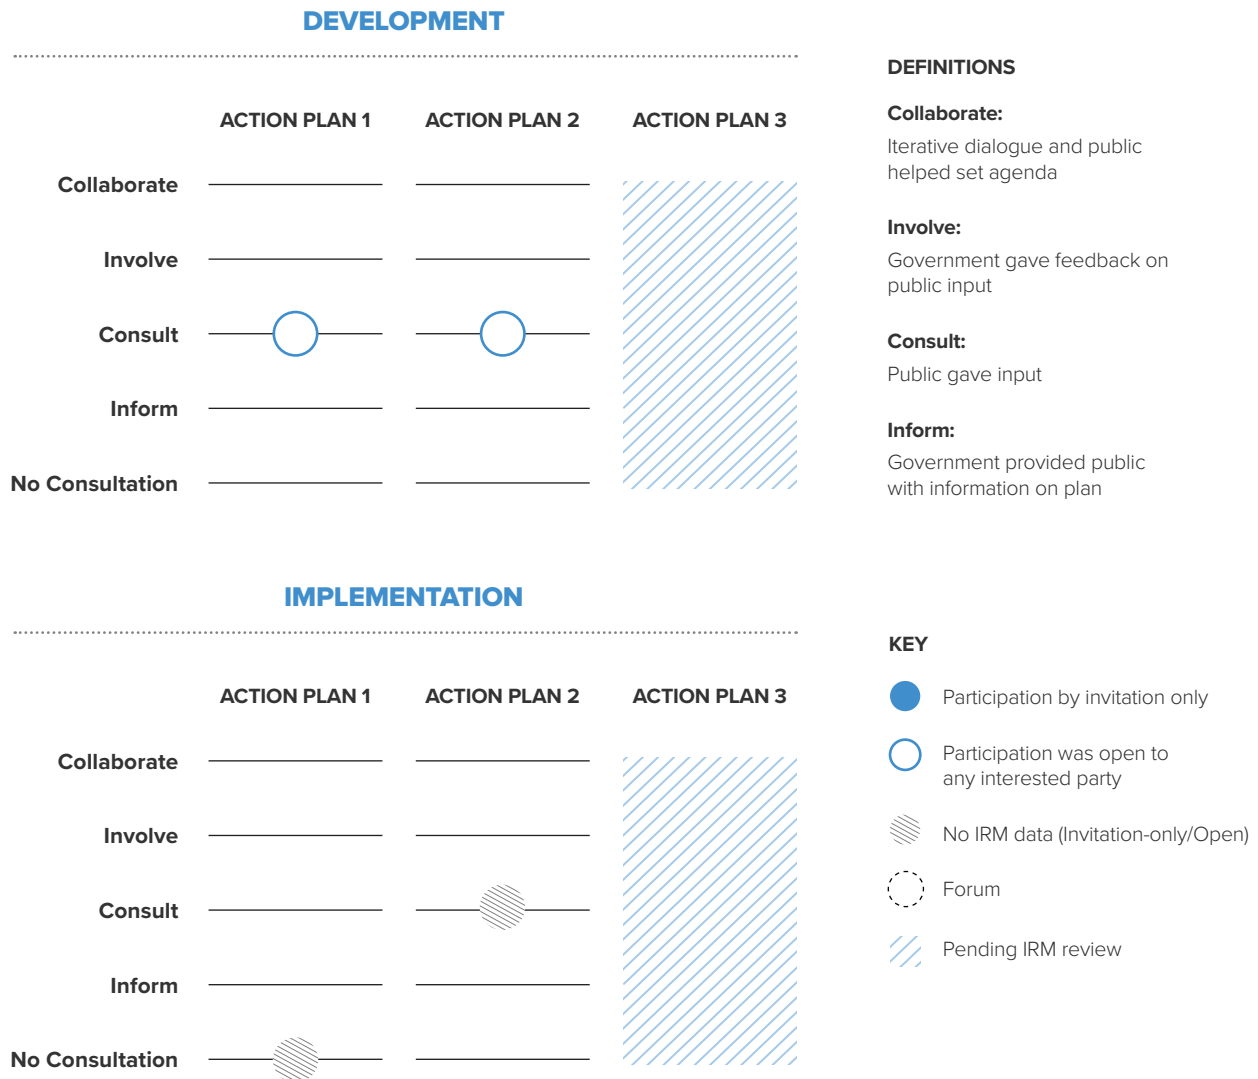 DEVELOPMENT
ACTION PLAN 1
ACTION PLAN 2
ACTION PLAN 3
Collaborate
Involve
Consult
Inform
No Consultation
DEFINITIONS
Collaborate:
Iterative dialogue and public
helped set agenda
Involve:
Government gave feedback on
public input
Consult:
Public gave input
Inform:
Government provided public
with information on plan
IMPLEMENTATION
ACTION PLAN 1
ACTION PLAN 2
ACTION PLAN 3
Collaborate
Involve
Consult
Inform
No Consultation
KEY
Participation by invitation only
Participation was open to
any interested party
No IRM data (Invitation-only/Open)
Forum
Pending IRM review